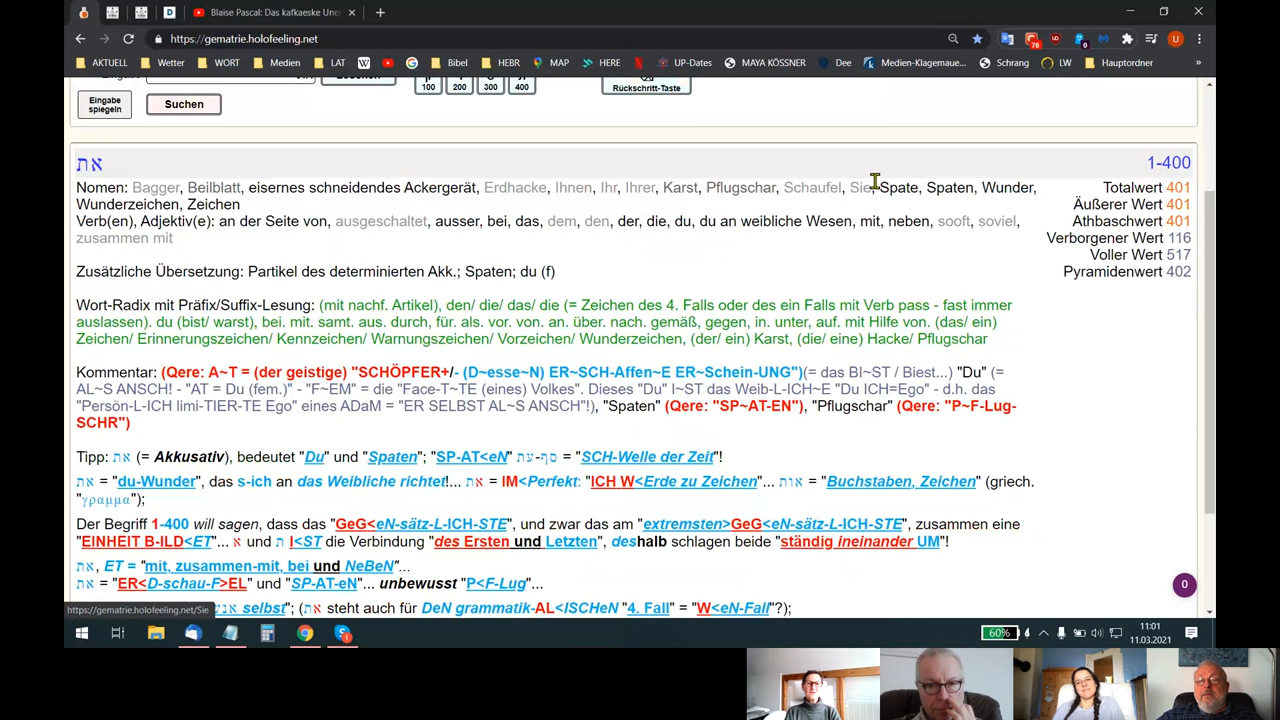 Blaise Pascal: Das kafkaeske Une
https://gematrie.holofeeling.net
AKTUELL Wetter WORT Medien LAT Bibel HEBR MAP HERE UP-Dates MAYA KÖSSNER Dee Medien-Klagemaue... Schrang LW Hauptordner
100 200 300 400 Rückschritt-Taste
Eingabe spiegeln Suchen
את 1-400
Nomen: Bagger, Beilblatt, eisernes schneidendes Ackergerät, Erdhacke, Ihnen, Ihr, Ihrer, Karst, Pflugschar, Schaufel, Sie, Spate, Spaten, Wunder, Totalwert 401
Wunderzeichen, Zeichen Äußerer Wert 401
Verb(en), Adjektiv(e): an der Seite von, ausgeschaltet, ausser, bei, das, dem, den, der, die, du, du an weibliche Wesen, mit, neben, sooft, soviel, Athbaschwert 401
zusammen mit Verborgener Wert 116
Voller Wert 517
Zusätzliche Übersetzung: Partikel des determinierten Akk.; Spaten; du (f) Pyramidenwert 402
Wort-Radix mit Präfix/Suffix-Lesung: (mit nachf. Artikel), den/ die/ das/ die (= Zeichen des 4. Falls oder des ein Falls mit Verb pass - fast immer
auslassen). du (bist/ warst), bei. mit. samt. aus. durch, für. als. vor. von. an. über. nach. gemäß, gegen, in. unter, auf. mit Hilfe von. (das/ ein)
Zeichen/ Erinnerungszeichen/ Kennzeichen/ Warnungszeichen/ Vorzeichen/ Wunderzeichen, (der/ ein) Karst, (die/ eine) Hacke/ Pflugschar
Kommentar: (Qere: A~T = (der geistige) "SCHÖPFER+/- (D~esse~N) ER~SCH-Affen~E ER~Schein-UNG")(= das BI~ST / Biest...) "Du" (=
AL~S ANSCH! - "AT = Du (fem.)" - "F~EM" = die "Face-T~TE (eines) Volkes". Dieses "Du" I~ST das Weib-L-ICH~E "Du ICH=Ego" - d.h. das
"Persön-L-ICH limi-TIER-TE Ego" eines ADaM = "ER SELBST AL~S ANSCH"!), "Spaten" (Qere: "SP~AT-EN"), "Pflugschar" (Qere: "P~F-Lug-
SCHR")
Tipp: את (= Akkusativ), bedeutet "Du" und "Spaten"; "SP-AT<eN" סף-עת = "SCH-Welle der Zeit"!
את = "du-Wunder", das s-ich an das Weibliche richtet!... את = IM<Perfekt: "ICH W<Erde zu Zeichen"... אות = "Buchstaben, Zeichen" (griech.
"γραμμα");
Der Begriff 1-400 will sagen, dass das "GeG<eN-sätz-L-ICH-STE", und zwar das am "extremsten>GeG<eN-sätz-L-ICH-STE", zusammen eine
"EINHEIT B-ILD<ET"... א und ת I<ST die Verbindung "des Ersten und Letzten, deshalb schlagen beide "ständig ineinander UM"!
את, ET = "mit, zusammen-mit, bei und NeBeN"...
את = "ER<D-schau-F>EL" und "SP-AT-eN"... unbewusst "P<F-Lug"...
selbst"; (את steht auch für DeN grammatik-AL<ISCHeN "4. Fall" = "W<eN-Fall"?);
https://gematrie.holofeeling.net/Sie
0
60% 11:01
11.03.2021